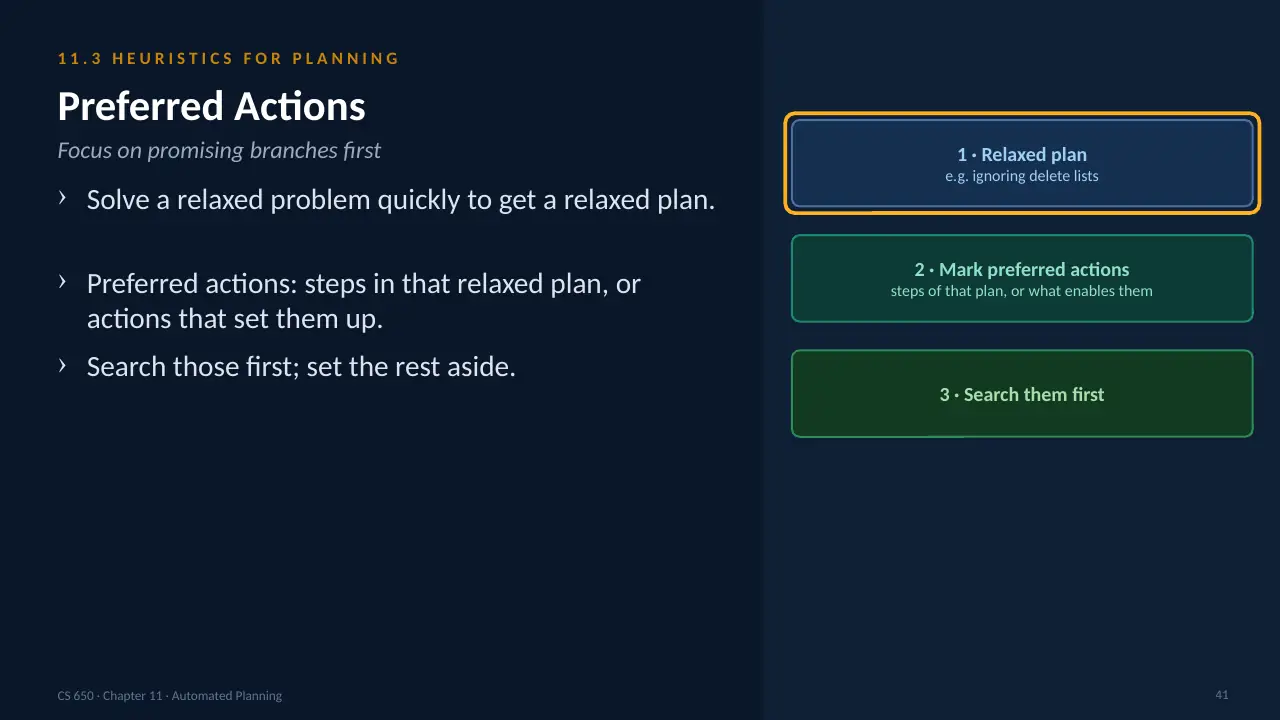 11.3 HEURISTICS FOR PLANNING
Preferred Actions
Focus on promising branches first
› Solve a relaxed problem quickly to get a relaxed plan.
› Preferred actions: steps in that relaxed plan, or
actions that set them up.
› Search those first; set the rest aside.
1 · Relaxed plan
e.g. ignoring delete lists
2 · Mark preferred actions
steps of that plan, or what enables them
3 · Search them first
CS 650 · Chapter 11 · Automated Planning
41